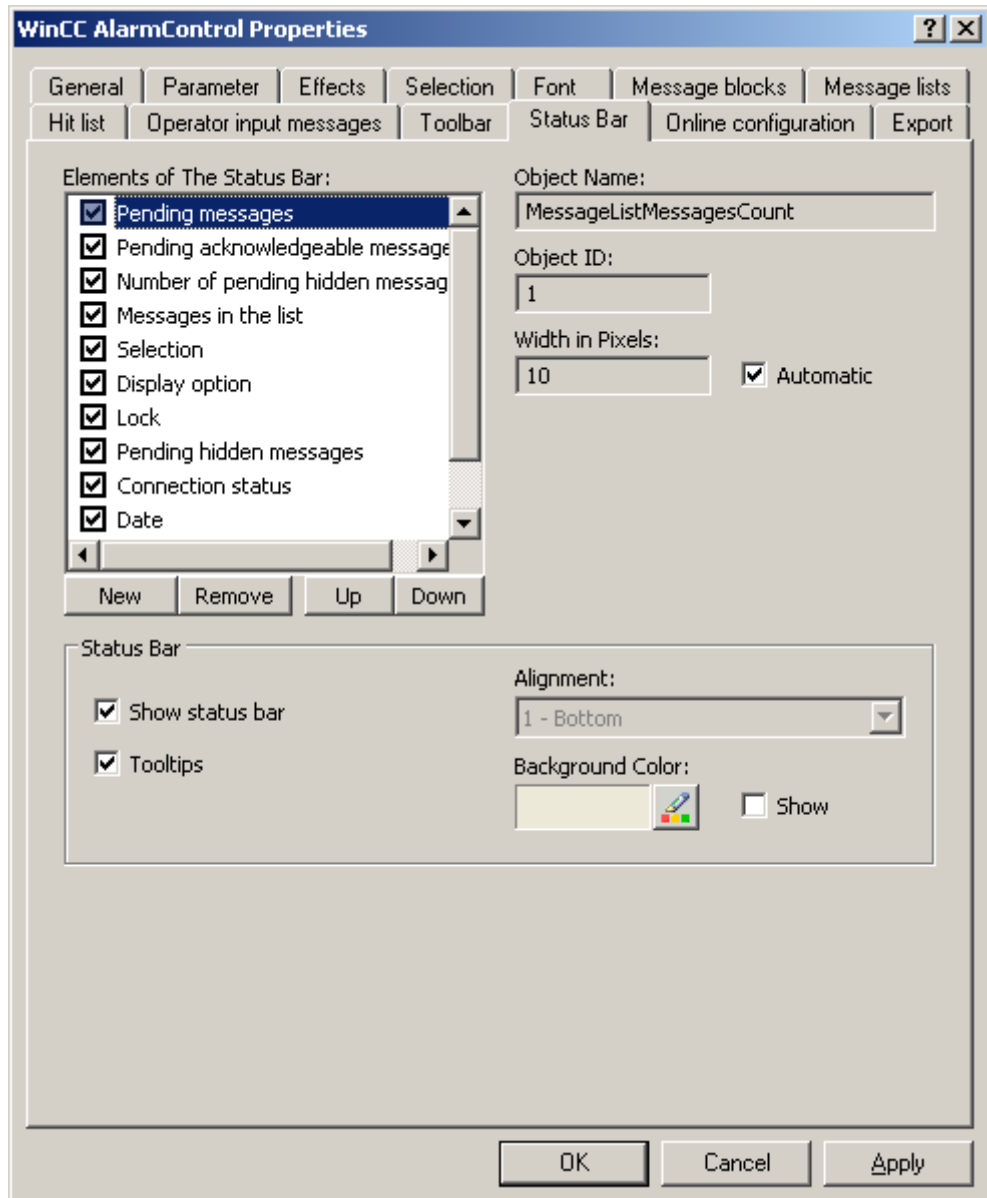 WinCC AlarmControl Properties
General Parameter Effects Selection Font Message blocks Message lists
Hit list Operator input messages Toolbar Status Bar Online configuration Export
Elements of The Status Bar:
Pending messages
Pending acknowledgeable message
Number of pending hidden messag
Messages in the list
Selection
Display option
Lock
Pending hidden messages
Connection status
Date
New Remove Up Down
Object Name:
MessageListMessagesCount
Object ID:
1
Width in Pixels:
10 Automatic
Status Bar
Show status bar
Tooltips
Alignment:
1 - Bottom
Background Color:
Show
OK Cancel Apply